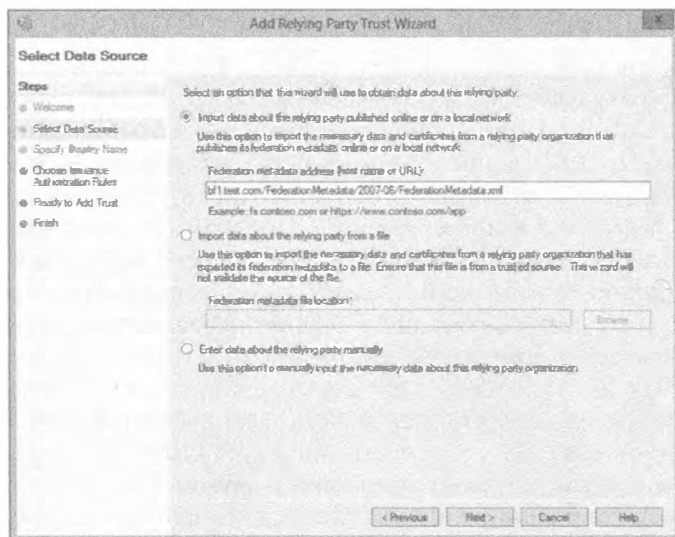 Add Relying Party Trust Wizard
Select Data Source
Steps
Welcome
Select Data Source
Specify Display Name
Choose Issuance
Authorization Rules
Ready to Add Trust
Finish
Select an option that this wizard will use to obtain data about this relying party:
Import data about the relying party published online or on a local network
Use this option to import the necessary data and certificates from a relying party organization that
publishes its federation metadata online or on a local network.
Federation metadata address (host name or URL):
bf1.test.com/FederationMetadata/2007-06/FederationMetadata.xml
Example: fs.contoso.com or https://www.contoso.com/app
Import data about the relying party from a file
Use this option to import the necessary data and certificates from a relying party organization that has
exported its federation metadata to a file. Ensure that this file is from a trusted source. This wizard will
not validate the source of the file.
Federation metadata file location:
Browse...
Enter data about the relying party manually
Use this option to manually input the necessary data about this relying party organization.
< Previous
Next >
Cancel
Help